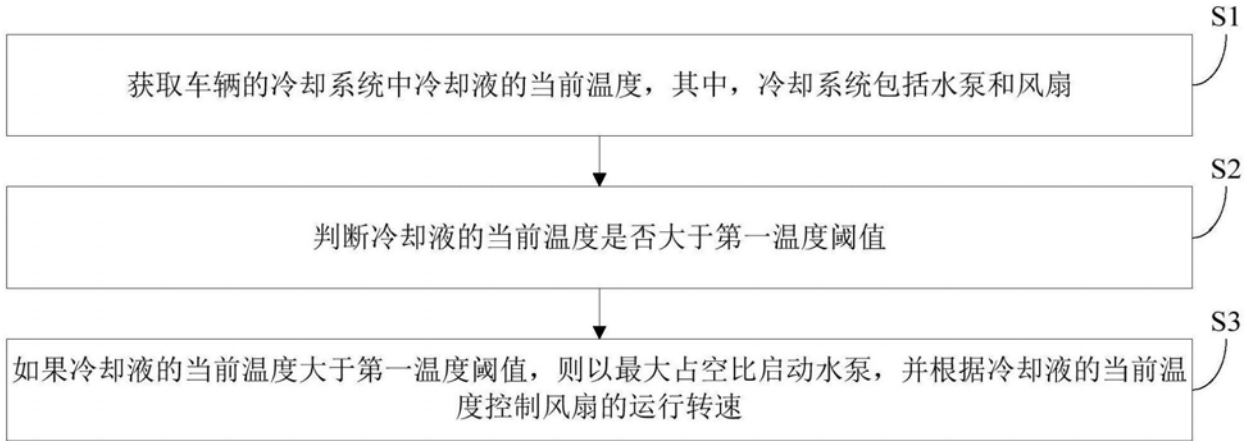 S1
获取车辆的冷却系统中冷却液的当前温度，其中，冷却系统包括水泵和风扇
S2
判断冷却液的当前温度是否大于第一温度阈值
S3
如果冷却液的当前温度大于第一温度阈值，则以最大占空比启动水泵，并根据冷却液的当前温
度控制风扇的运行转速